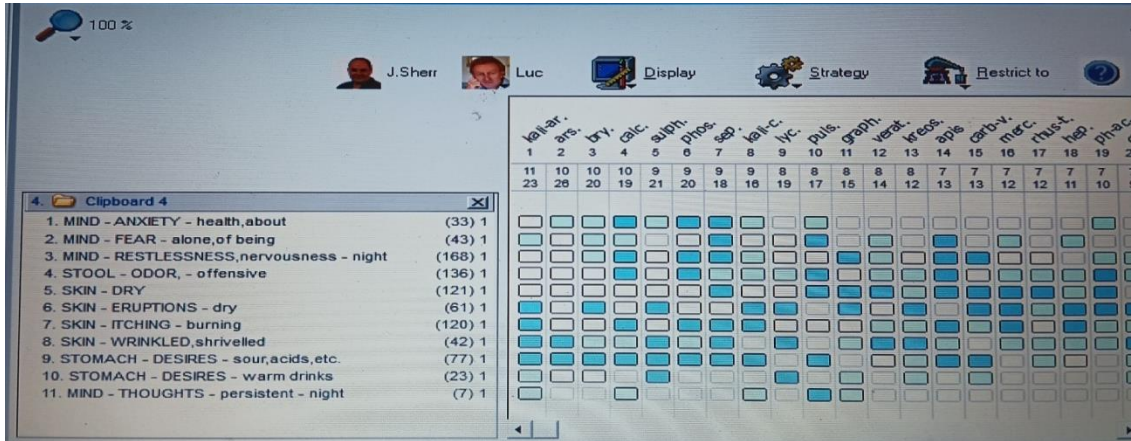 100 %
J.Sherr Luc Display Strategy Restrict to ?
kali-ar. ars. bry. calc. sulph. phos. sep. kali-c. lyc. puls. graph. verat. kreos. apis carb-v. merc. rhus-t. hep. ph-ac.
1 2 3 4 5 6 7 8 9 10 11 12 13 14 15 16 17 18 19
11 10 10 10 9 9 9 9 8 8 8 8 8 7 7 7 7 7 7
23 26 20 19 21 20 18 16 19 17 15 14 12 13 13 12 12 11 10
4. Clipboard 4
1. MIND - ANXIETY - health,about (33) 1
2. MIND - FEAR - alone,of being (43) 1
3. MIND - RESTLESSNESS,nervousness - night (168) 1
4. STOOL - ODOR, - offensive (136) 1
5. SKIN - DRY (121) 1
6. SKIN - ERUPTIONS - dry (61) 1
7. SKIN - ITCHING - burning (120) 1
8. SKIN - WRINKLED,shrivelled (42) 1
9. STOMACH - DESIRES - sour,acids,etc. (77) 1
10. STOMACH - DESIRES - warm drinks (23) 1
11. MIND - THOUGHTS - persistent - night (7) 1